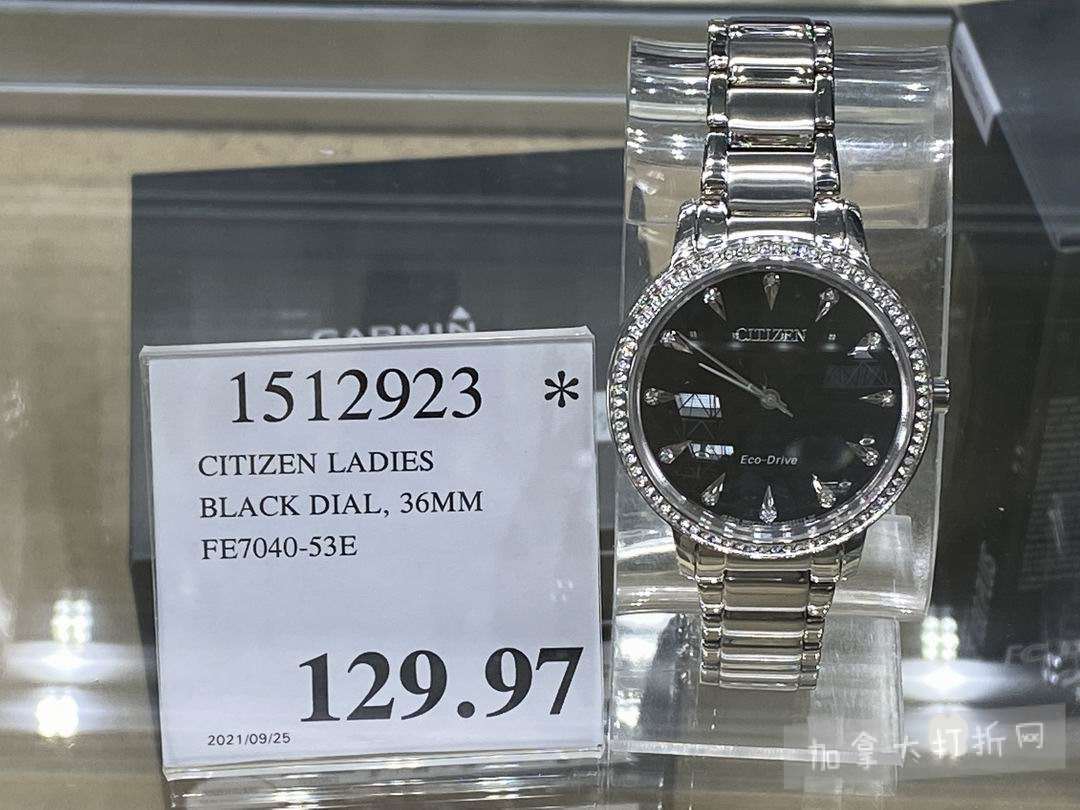 GARMIN
1512923 *
CITIZEN LADIES
BLACK DIAL, 36MM
FE7040-53E
129.97
2021/09/25
CITIZEN
Eco-Drive
加拿大打折网